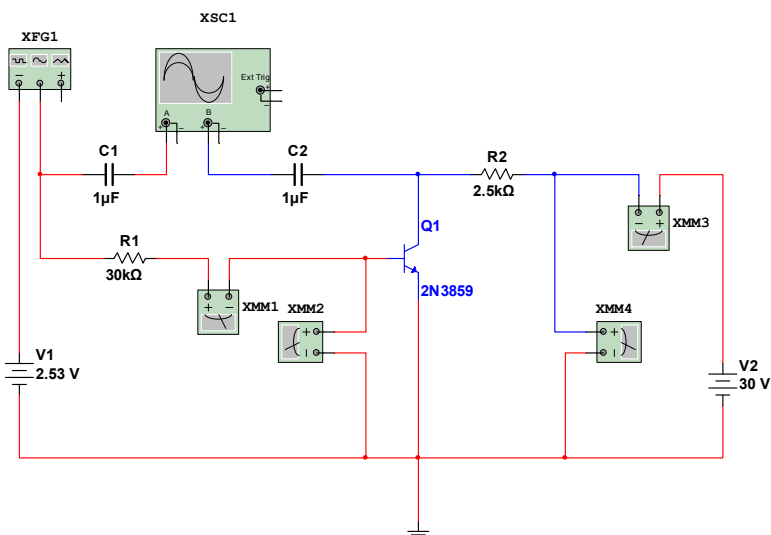 XSC1
XFG1
Ext Trig
A
B
C1
1µF
C2
1µF
R2
2.5kΩ
XMM3
Q1
R1
30kΩ
2N3859
XMM1
XMM2
XMM4
V1
2.53 V
V2
30 V